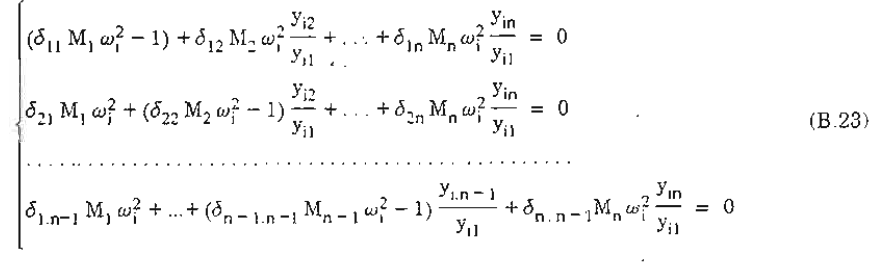 (δ₁₁ M₁ ωᵢ² − 1) + δ₁₂ M₂ ωᵢ² yᵢ₂/yᵢ₁ + . . . + δ₁ₙ Mₙ ωᵢ² yᵢₙ/yᵢ₁ = 0
δ₂₁ M₁ ωᵢ² + (δ₂₂ M₂ ωᵢ² − 1) yᵢ₂/yᵢ₁ + . . . + δ₂ₙ Mₙ ωᵢ² yᵢₙ/yᵢ₁ = 0
(B.23)
. . . . . . . . . . . . . . . . . . . . . . . . . . . . . . . . . . . . . . . . . . . . . . . .
δ₁.ₙ₋₁ M₁ ωᵢ² + ... + (δₙ₋₁.ₙ₋₁ Mₙ₋₁ ωᵢ² − 1) yᵢ.ₙ₋₁/yᵢ₁ + δₙ.ₙ₋₁ Mₙ ωᵢ² yᵢₙ/yᵢ₁ = 0